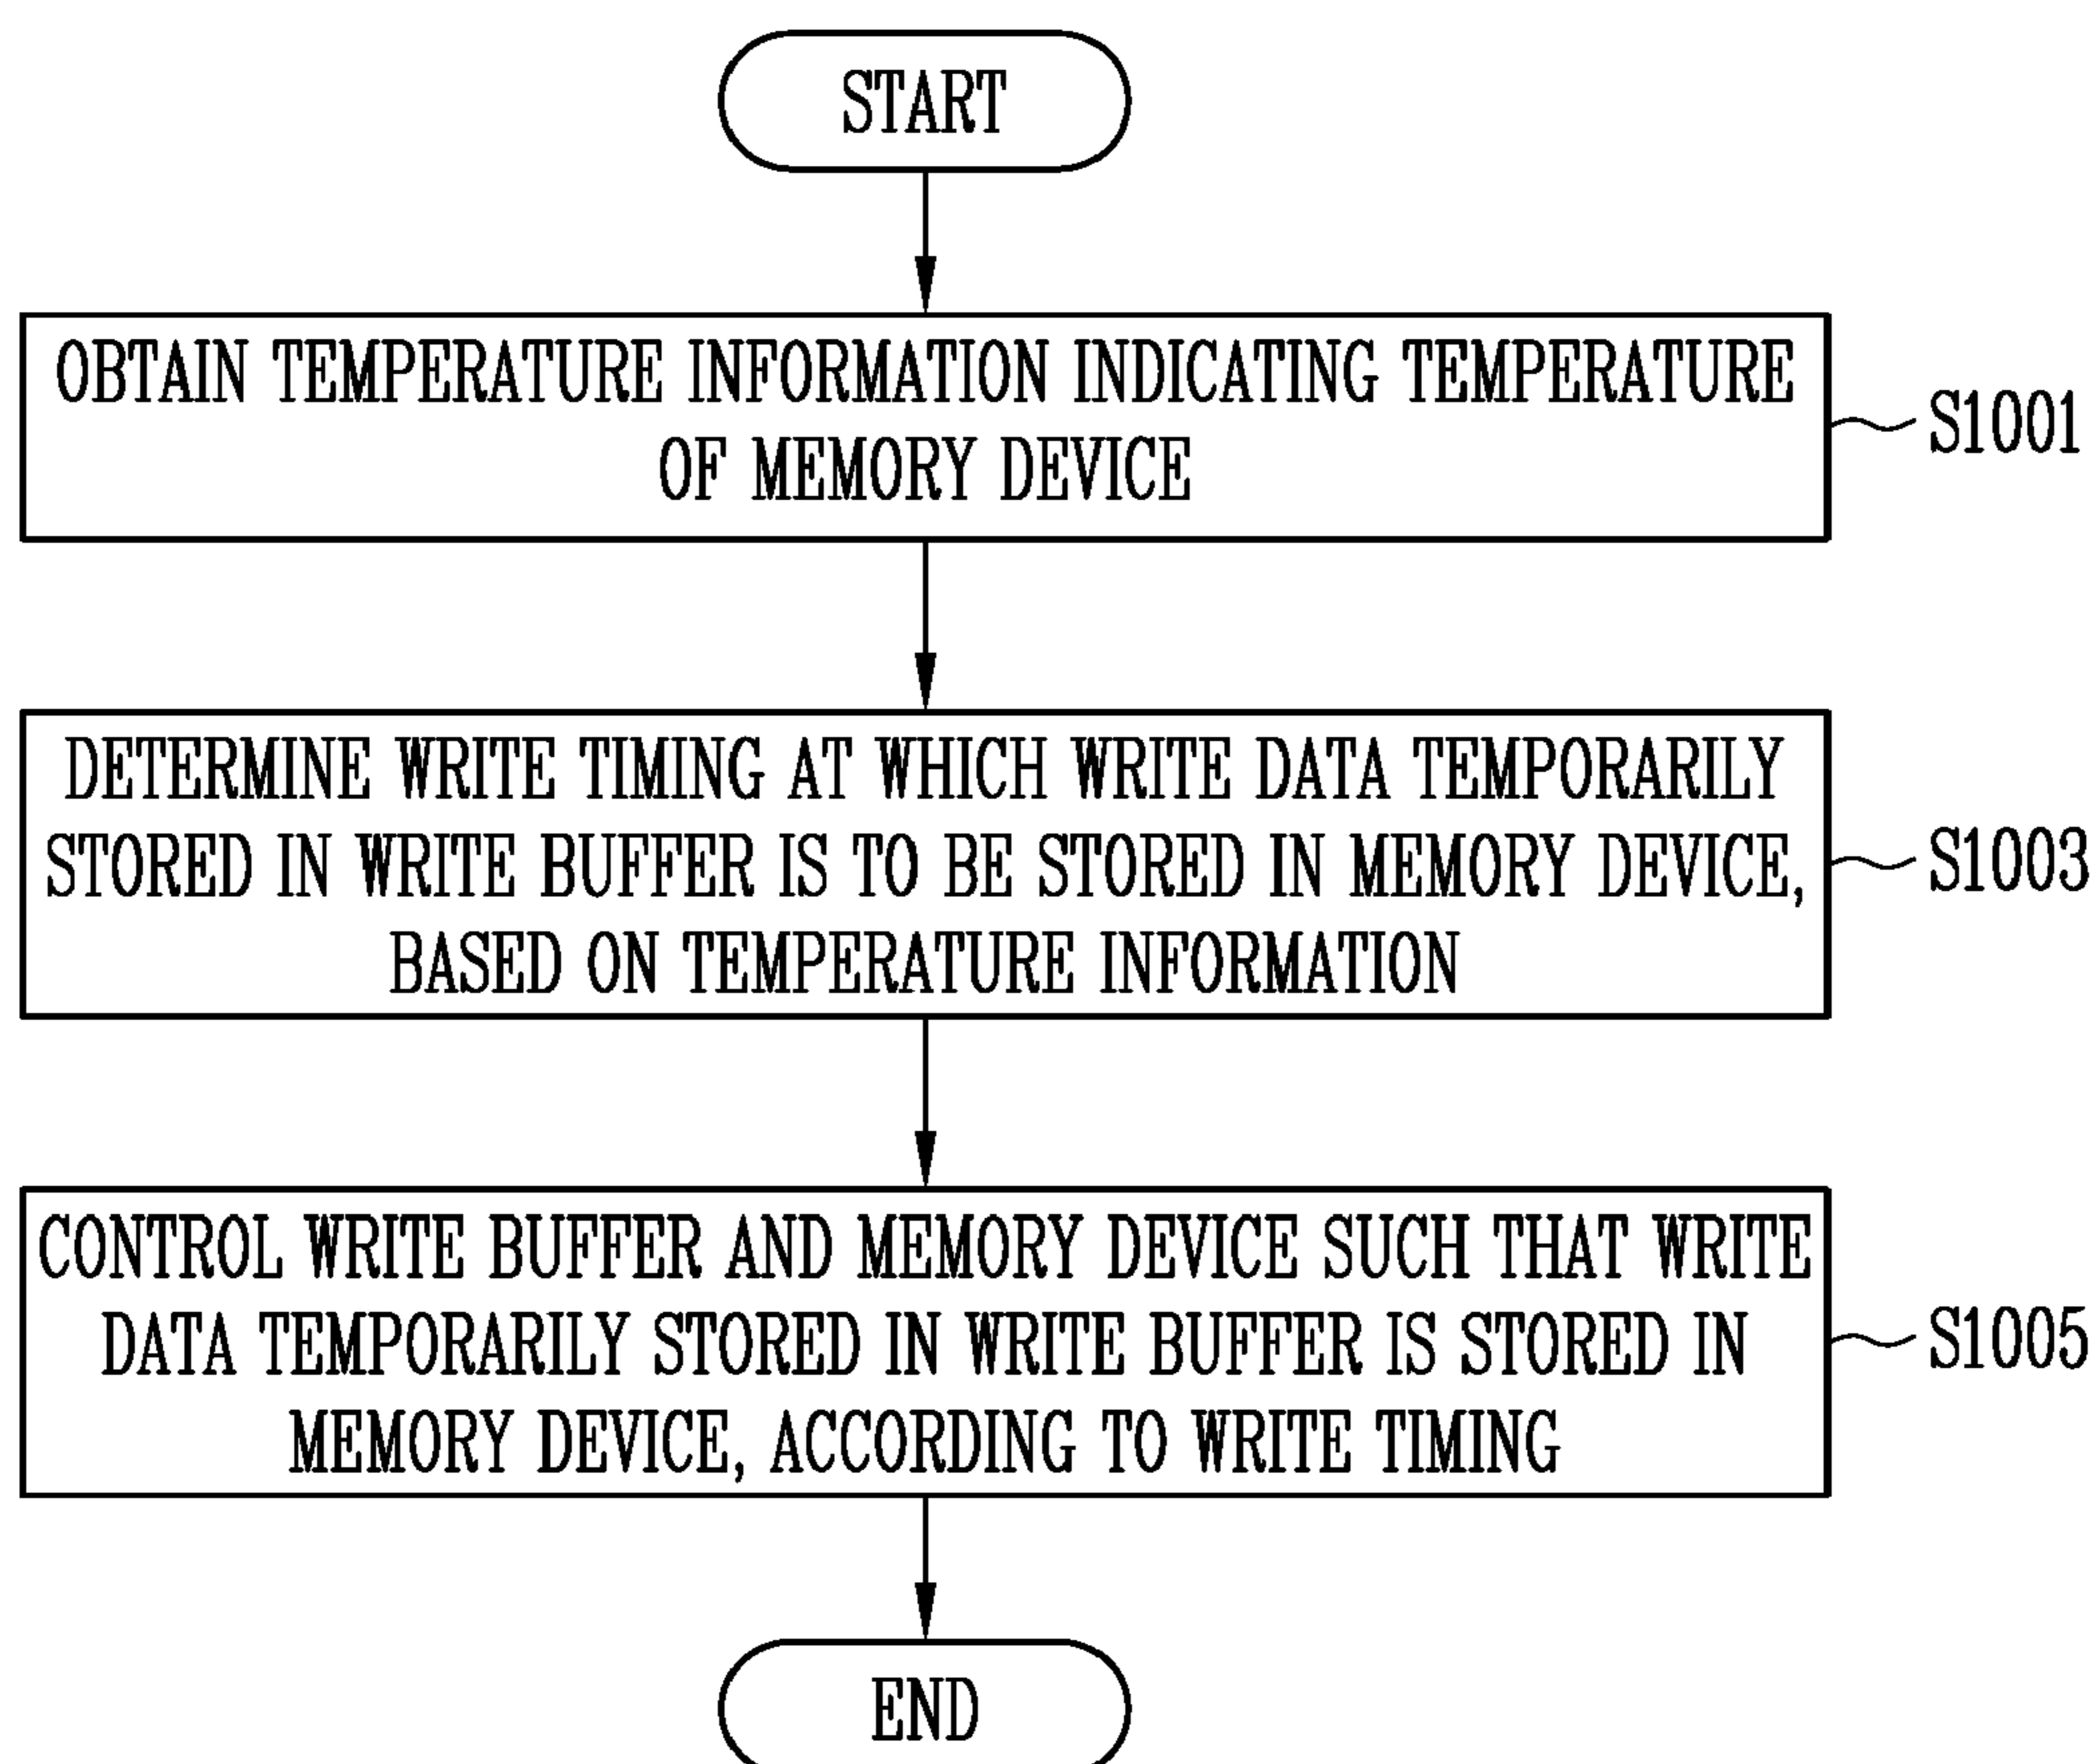 START
OBTAIN TEMPERATURE INFORMATION INDICATING TEMPERATURE
OF MEMORY DEVICE
S1001
DETERMINE WRITE TIMING AT WHICH WRITE DATA TEMPORARILY
STORED IN WRITE BUFFER IS TO BE STORED IN MEMORY DEVICE,
BASED ON TEMPERATURE INFORMATION
S1003
CONTROL WRITE BUFFER AND MEMORY DEVICE SUCH THAT WRITE
DATA TEMPORARILY STORED IN WRITE BUFFER IS STORED IN
MEMORY DEVICE, ACCORDING TO WRITE TIMING
S1005
END